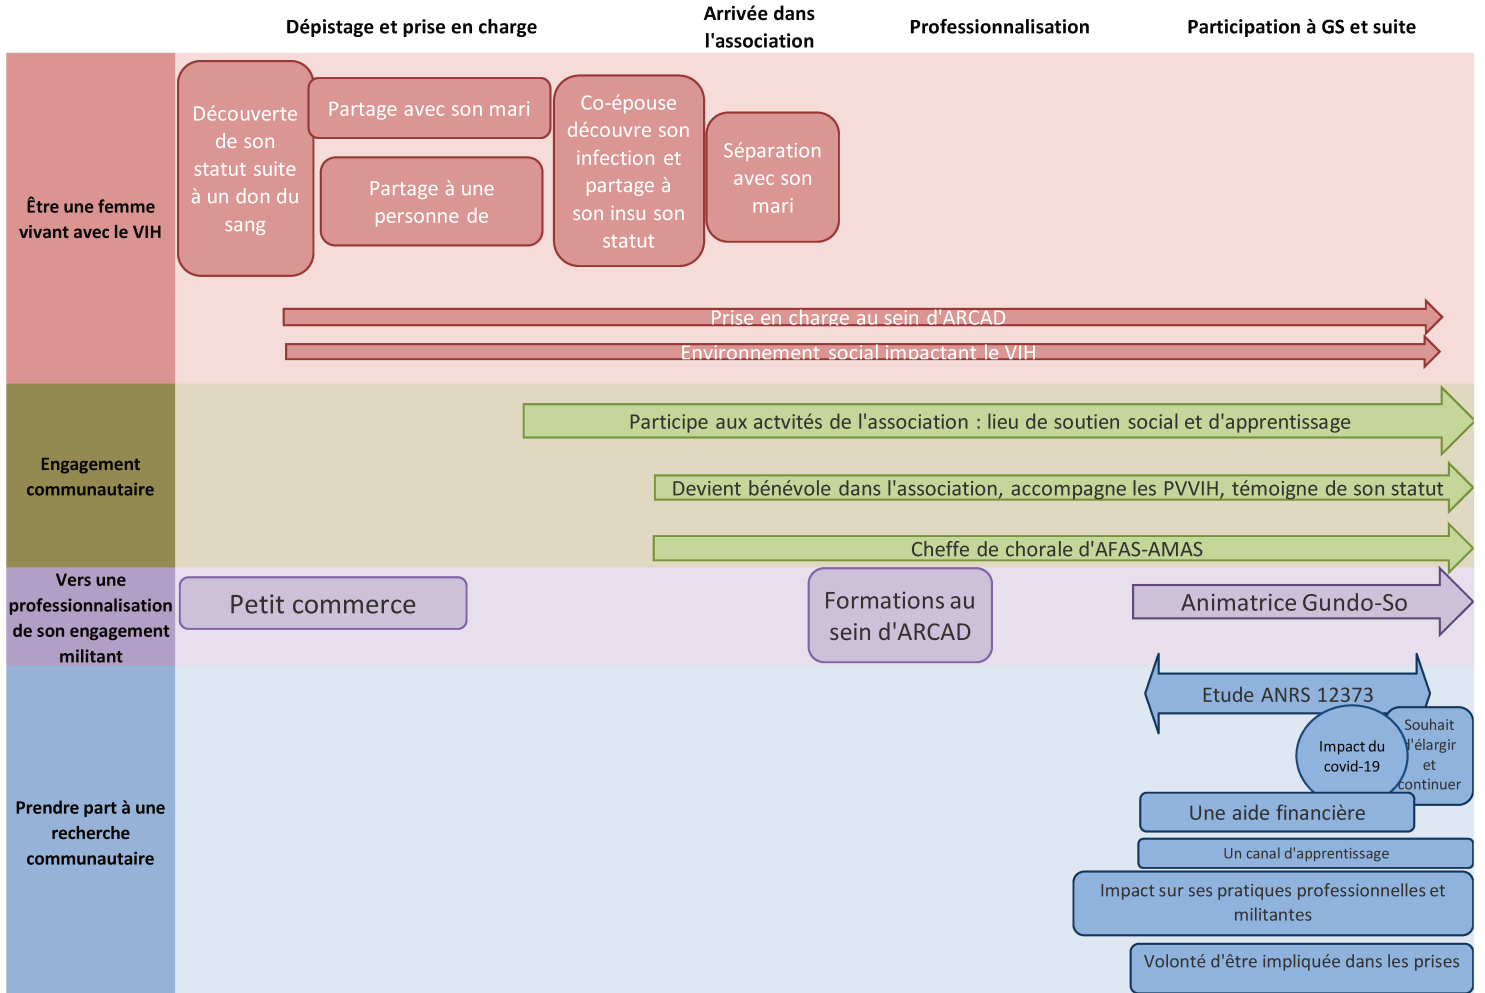 Dépistage et prise en charge
Arrivée dans
l'association
Professionnalisation
Participation à GS et suite
Être une femme
vivant avec le VIH
Découverte
de son
statut suite
à un don du
sang
Partage avec son mari
Partage à une
personne de
Co-épouse
découvre son
infection et
partage à
son insu son
statut
Séparation
avec son
mari
Prise en charge au sein d'ARCAD
Environnement social impactant le VIH
Engagement
communautaire
Participe aux actvités de l'association : lieu de soutien social et d'apprentissage
Devient bénévole dans l'association, accompagne les PVVIH, témoigne de son statut
Cheffe de chorale d'AFAS-AMAS
Vers une
professionnalisation
de son engagement
militant
Petit commerce
Formations au
sein d'ARCAD
Animatrice Gundo-So
Prendre part à une
recherche
communautaire
Etude ANRS 12373
Impact du
covid-19
Souhait
d'élargir
et
continuer
Une aide financière
Un canal d'apprentissage
Impact sur ses pratiques professionnelles et
militantes
Volonté d'être impliquée dans les prises